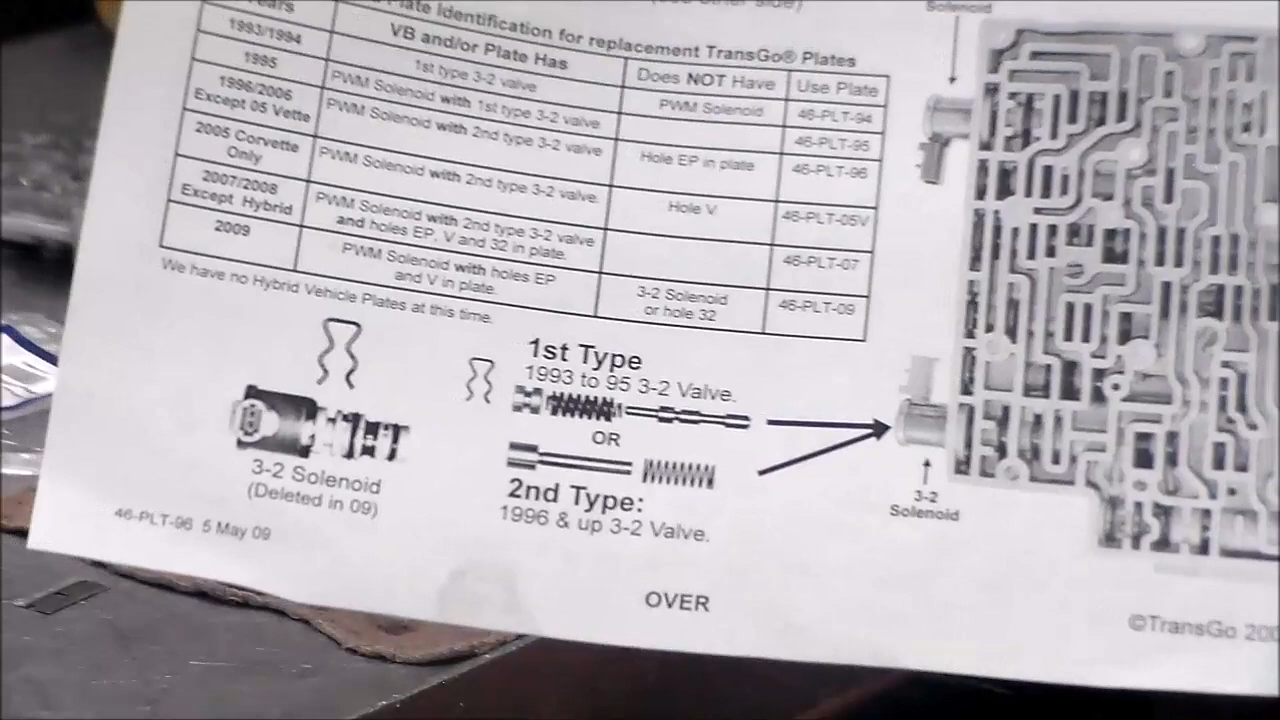 Solenoid
Plate Identification for replacement TransGo® Plates
VB and/or Plate Has
Does NOT Have
Use Plate
1993/1994
1st type 3-2 valve
PWM Solenoid
46-PLT-94
1995
PWM Solenoid with 1st type 3-2 valve
46-PLT-95
1996/2006
Except 05 Vette
PWM Solenoid with 2nd type 3-2 valve
Hole EP in plate
46-PLT-96
2005 Corvette
Only
PWM Solenoid with 2nd type 3-2 valve.
Hole V
46-PLT-05V
2007/2008
Except Hybrid
PWM Solenoid with 2nd type 3-2 valve
and holes EP, V and 32 in plate.
46-PLT-07
2009
PWM Solenoid with holes EP
and V in plate.
3-2 Solenoid
or hole 32
46-PLT-09
We have no Hybrid Vehicle Plates at this time.
1st Type
1993 to 95 3-2 Valve.
OR
2nd Type:
1996 & up 3-2 Valve.
3-2 Solenoid
(Deleted in 09)
3-2
Solenoid
46-PLT-96 5 May 09
OVER
©TransGo